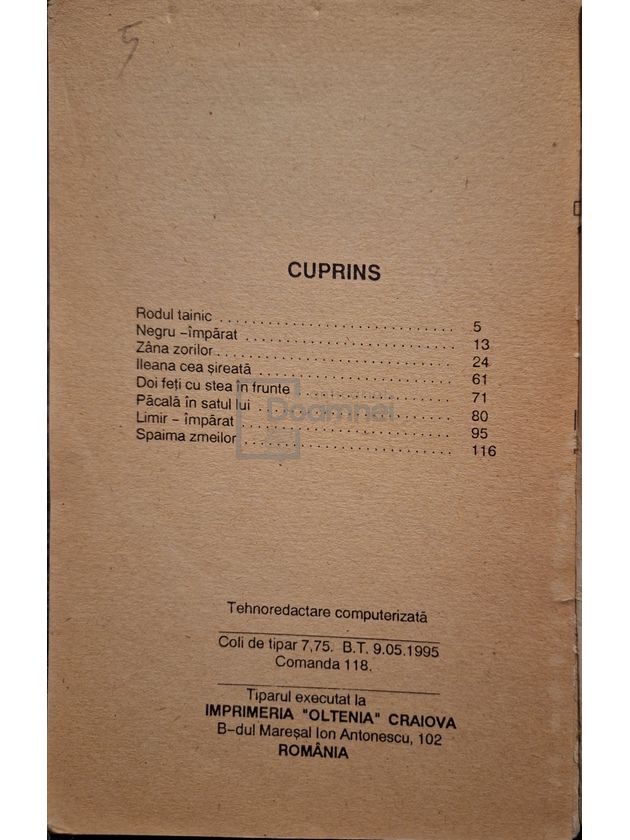 5
CUPRINS
Rodul tainic ................................ 5
Negru –împărat ................................ 13
Zâna zorilor ................................ 24
Ileana cea şireată ................................ 61
Doi feţi cu stea în frunte ................................ 71
Păcală în satul lui ................................ 80
Limir – împărat ................................ 95
Spaima zmeilor ................................ 116
Tehnoredactare computerizată
Coli de tipar 7,75. B.T. 9.05.1995
Comanda 118.
Tiparul executat la
IMPRIMERIA "OLTENIA" CRAIOVA
B–dul Mareşal Ion Antonescu, 102
ROMÂNIA